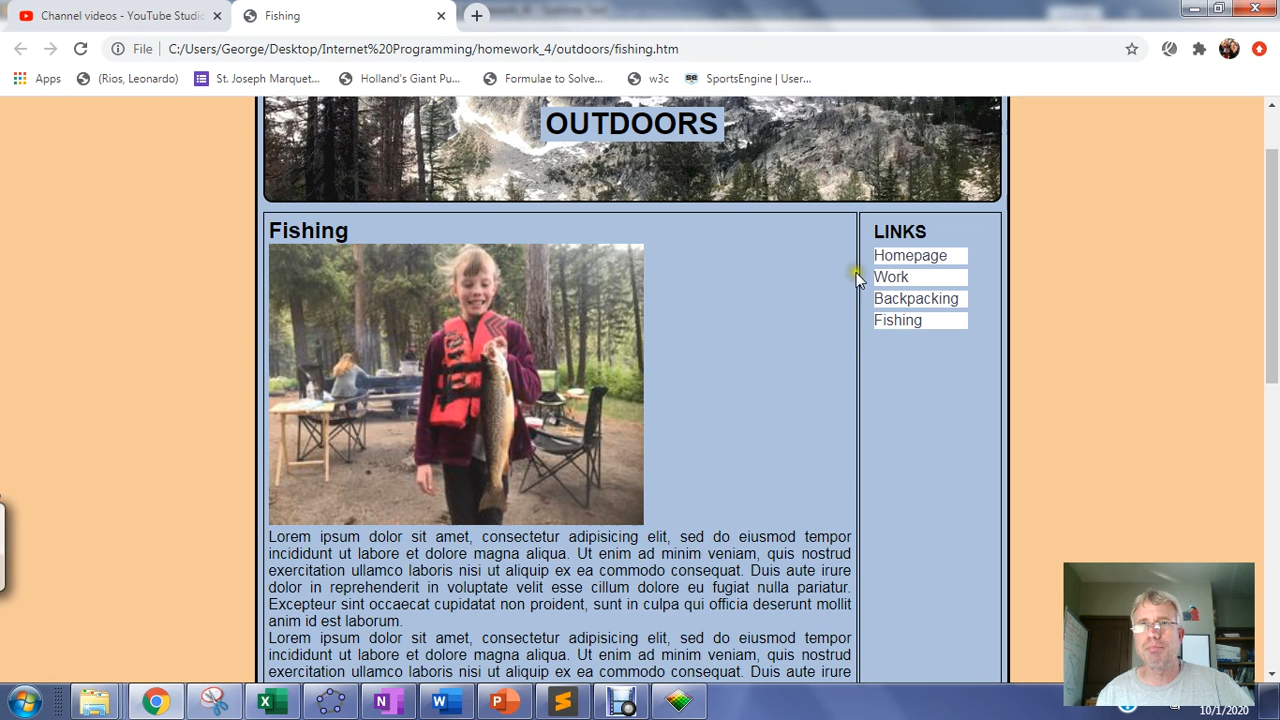 Channel videos - YouTube Studio
Fishing
File
C:/Users/George/Desktop/Internet%20Programming/homework_4/outdoors/fishing.htm
Apps
(Rios, Leonardo)
St. Joseph Marquet...
Holland's Giant Pu...
Formulae to Solve...
w3c
SportsEngine | User...
OUTDOORS
Fishing
LINKS
Homepage
Work
Backpacking
Fishing
Lorem ipsum dolor sit amet, consectetur adipisicing elit, sed do eiusmod tempor
incididunt ut labore et dolore magna aliqua. Ut enim ad minim veniam, quis nostrud
exercitation ullamco laboris nisi ut aliquip ex ea commodo consequat. Duis aute irure
dolor in reprehenderit in voluptate velit esse cillum dolore eu fugiat nulla pariatur.
Excepteur sint occaecat cupidatat non proident, sunt in culpa qui officia deserunt mollit
anim id est laborum.
Lorem ipsum dolor sit amet, consectetur adipisicing elit, sed do eiusmod tempor
incididunt ut labore et dolore magna aliqua. Ut enim ad minim veniam, quis nostrud
exercitation ullamco laboris nisi ut aliquip ex ea commodo consequat. Duis aute irure
10/1/2020